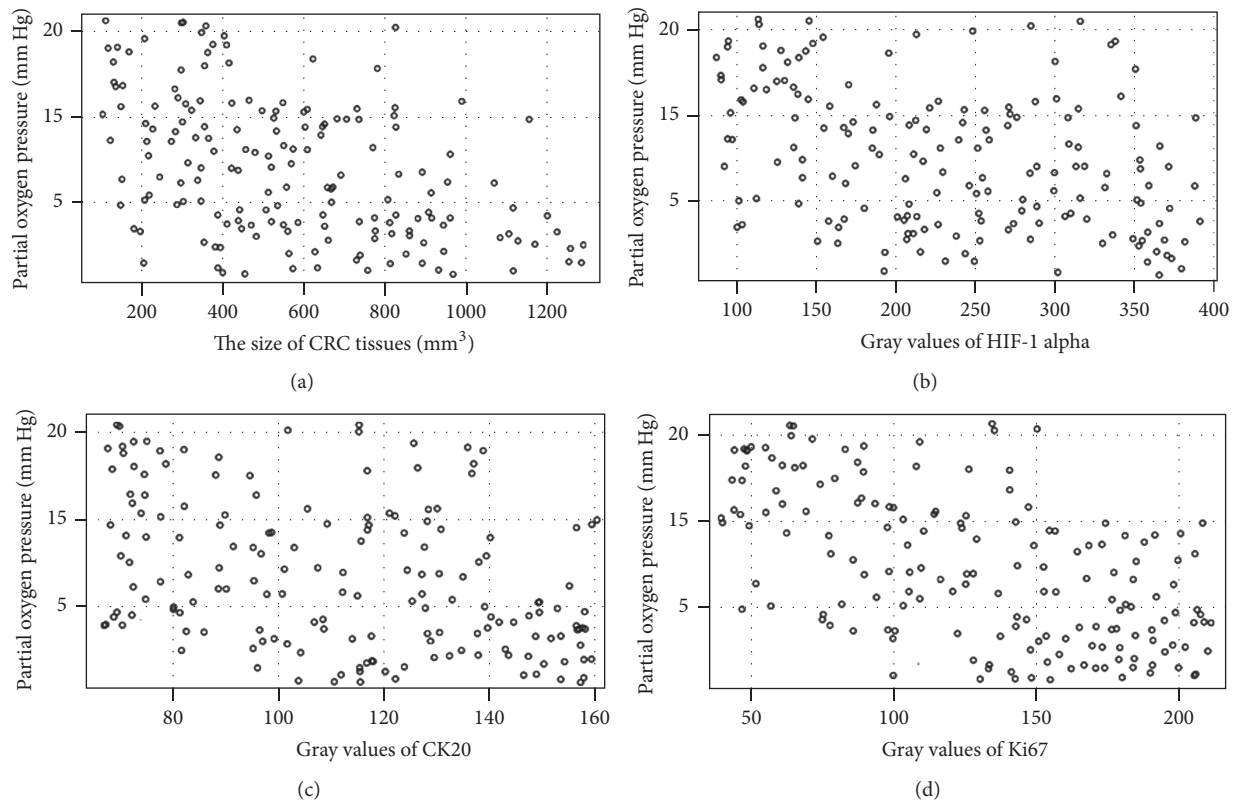 Partial oxygen pressure (mm Hg)
20
15
5
200 400 600 800 1000 1200
The size of CRC tissues (mm³)
(a)
Partial oxygen pressure (mm Hg)
20
15
5
100 150 200 250 300 350 400
Gray values of HIF-1 alpha
(b)
Partial oxygen pressure (mm Hg)
20
15
5
80 100 120 140 160
Gray values of CK20
(c)
Partial oxygen pressure (mm Hg)
20
15
5
50 100 150 200
Gray values of Ki67
(d)